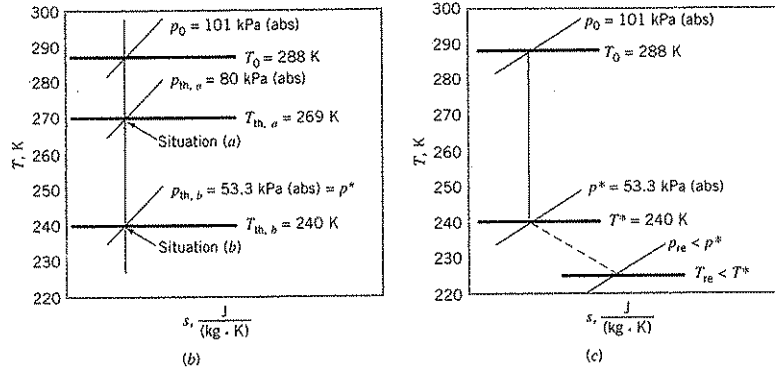 300
290
280
270
260
250
240
230
220
T, K
p0 = 101 kPa (abs)
T0 = 288 K
pth, a = 80 kPa (abs)
Tth, a = 269 K
Situation (a)
pth, b = 53.3 kPa (abs) = p*
Tth, b = 240 K
Situation (b)
s, J
(kg · K)
(b)
300
290
280
270
260
250
240
230
220
T, K
p0 = 101 kPa (abs)
T0 = 288 K
p* = 53.3 kPa (abs)
T* = 240 K
pre < p*
Tre < T*
s, J
(kg · K)
(c)